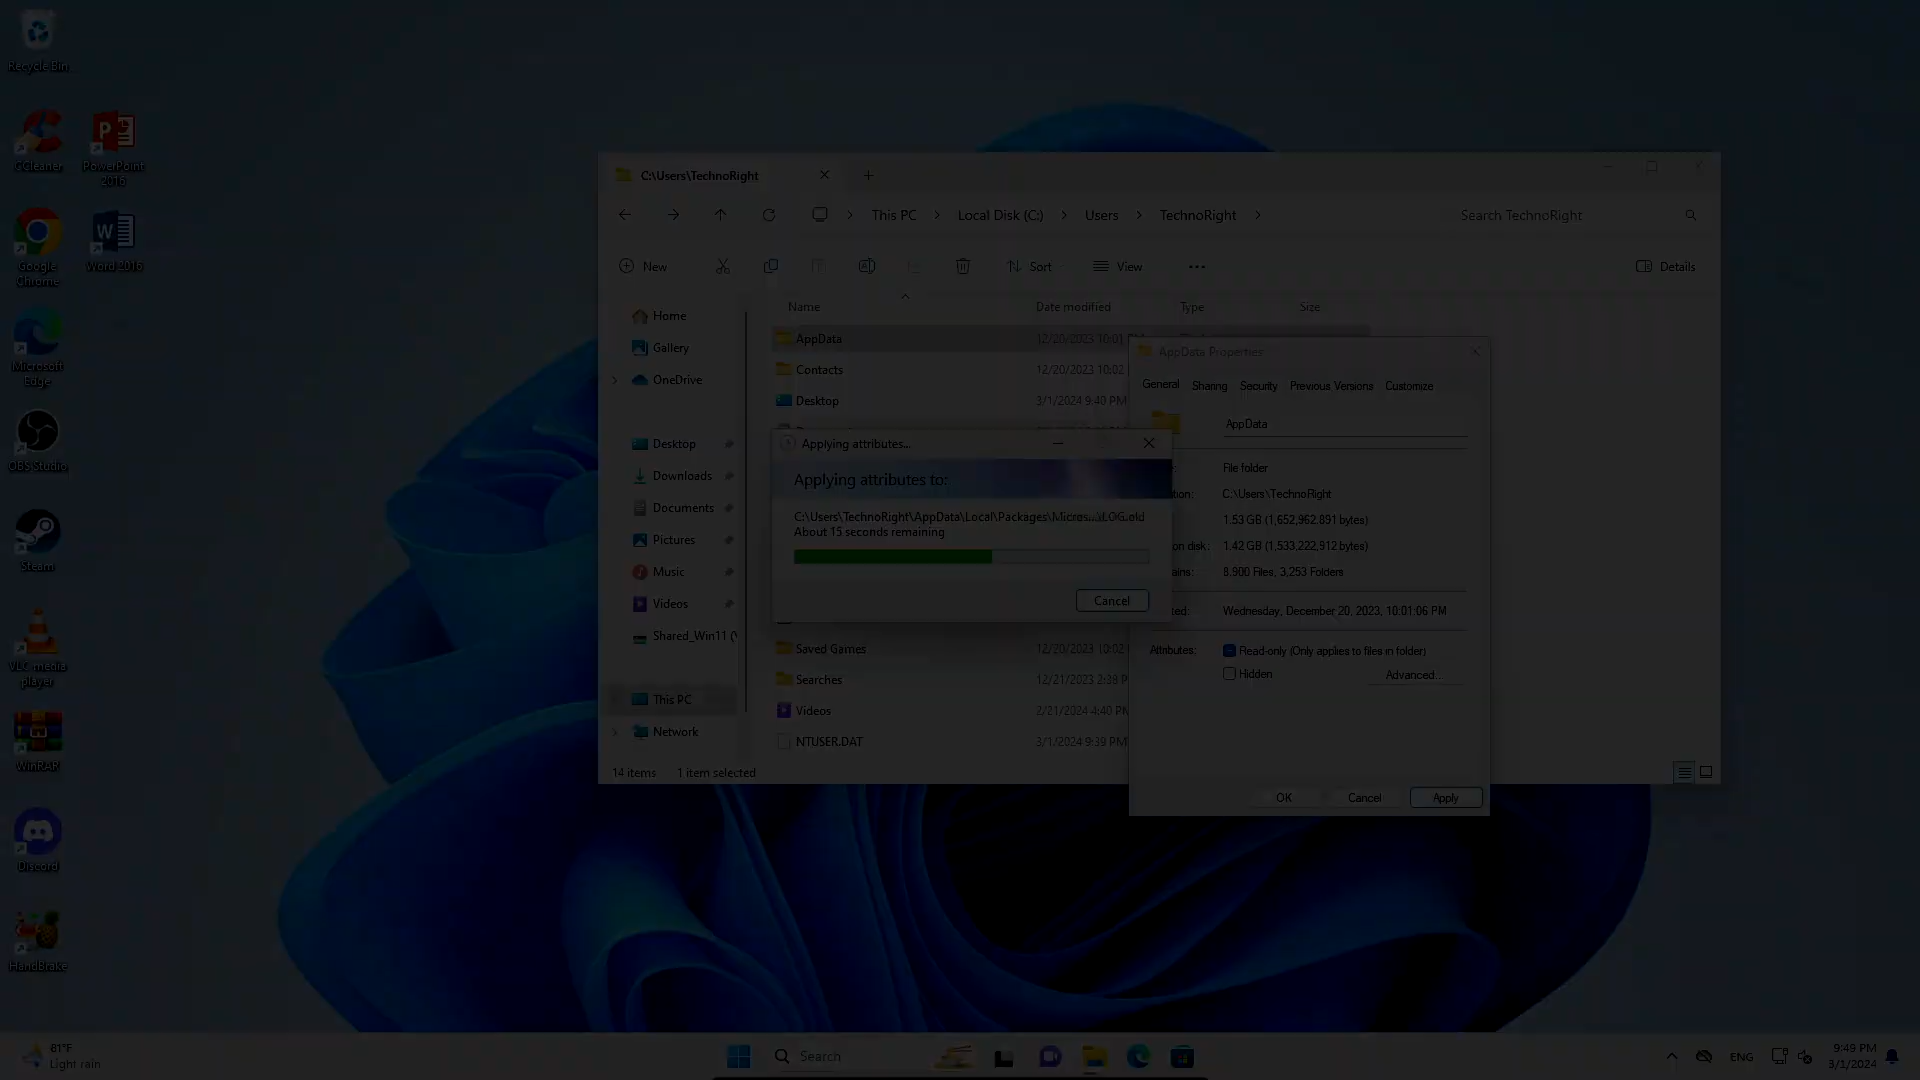 Recycle Bin
CCleaner
PowerPoint
2016
Google
Chrome
Word 2016
Microsoft
Edge
OBS Studio
Steam
VLC media
player
WinRAR
Discord
HandBrake
C:\Users\TechnoRight
This PC
Local Disk (C:)
Users
TechnoRight
Search TechnoRight
New
Sort
View
Details
Name
Date modified
Type
Size
Home
Gallery
OneDrive
Desktop
Downloads
Documents
Pictures
Music
Videos
Shared_Win11 (
This PC
Network
AppData
12/20/2023 10:01
Contacts
12/20/2023 10:02
Desktop
3/1/2024 9:40 PM
Saved Games
12/20/2023 10:02
Searches
12/21/2023 2:38 P
Videos
2/21/2024 4:40 PM
NTUSER.DAT
3/1/2024 9:39 PM
14 items
1 item selected
Applying attributes...
Applying attributes to:
C:\Users\TechnoRight\AppData\Local\Packages\Micros...\LOG.old
About 15 seconds remaining
Cancel
AppData Properties
General
Sharing
Security
Previous Versions
Customize
AppData
File folder
C:\Users\TechnoRight
1.53 GB (1,652,962,891 bytes)
on disk:
1.42 GB (1,533,222,912 bytes)
8,900 Files, 3,253 Folders
Wednesday, December 20, 2023, 10:01:06 PM
Attributes:
Read-only (Only applies to files in folder)
Hidden
Advanced...
OK
Cancel
Apply
81°F
Light rain
Search
ENG
9:49 PM
3/1/2024